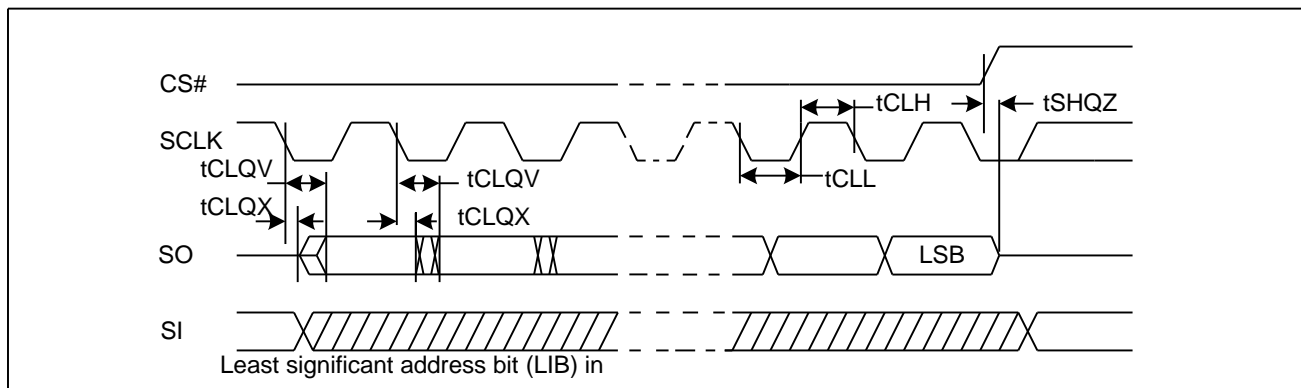 CS#
tCLH
tSHQZ
SCLK
tCLQV
tCLQV
tCLL
tCLQX
tCLQX
SO
LSB
SI
Least significant address bit (LIB) in